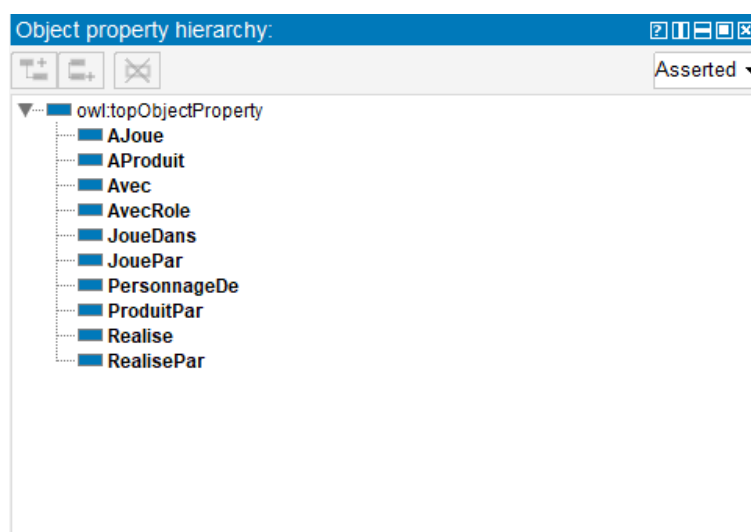 Object property hierarchy:
Asserted
owl:topObjectProperty
AJoue
AProduit
Avec
AvecRole
JoueDans
JouePar
PersonnageDe
ProduitPar
Realise
RealisePar